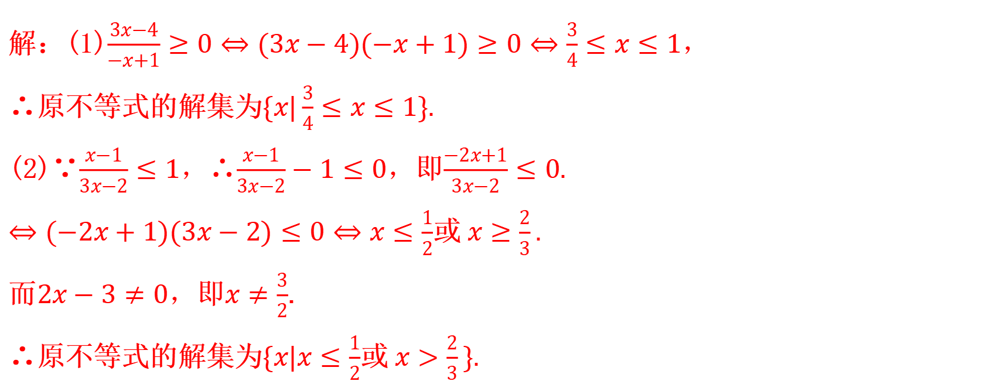 解：(1)$\frac{3x-4}{-x+1} \geq 0 \Leftrightarrow (3x-4)(-x+1) \geq 0 \Leftrightarrow \frac{3}{4} \leq x \leq 1$，
∴原不等式的解集为$\{x|\frac{3}{4} \leq x \leq 1\}$.
(2)∵$\frac{x-1}{3x-2} \leq 1$，∴$\frac{x-1}{3x-2} - 1 \leq 0$，即$\frac{-2x+1}{3x-2} \leq 0$.
$\Leftrightarrow (-2x+1)(3x-2) \leq 0 \Leftrightarrow x \leq \frac{1}{2}$或$x \geq \frac{2}{3}$.
而$2x-3 \neq 0$，即$x \neq \frac{3}{2}$.
∴原不等式的解集为$\{x|x \leq \frac{1}{2}$或$x > \frac{2}{3}\}$.